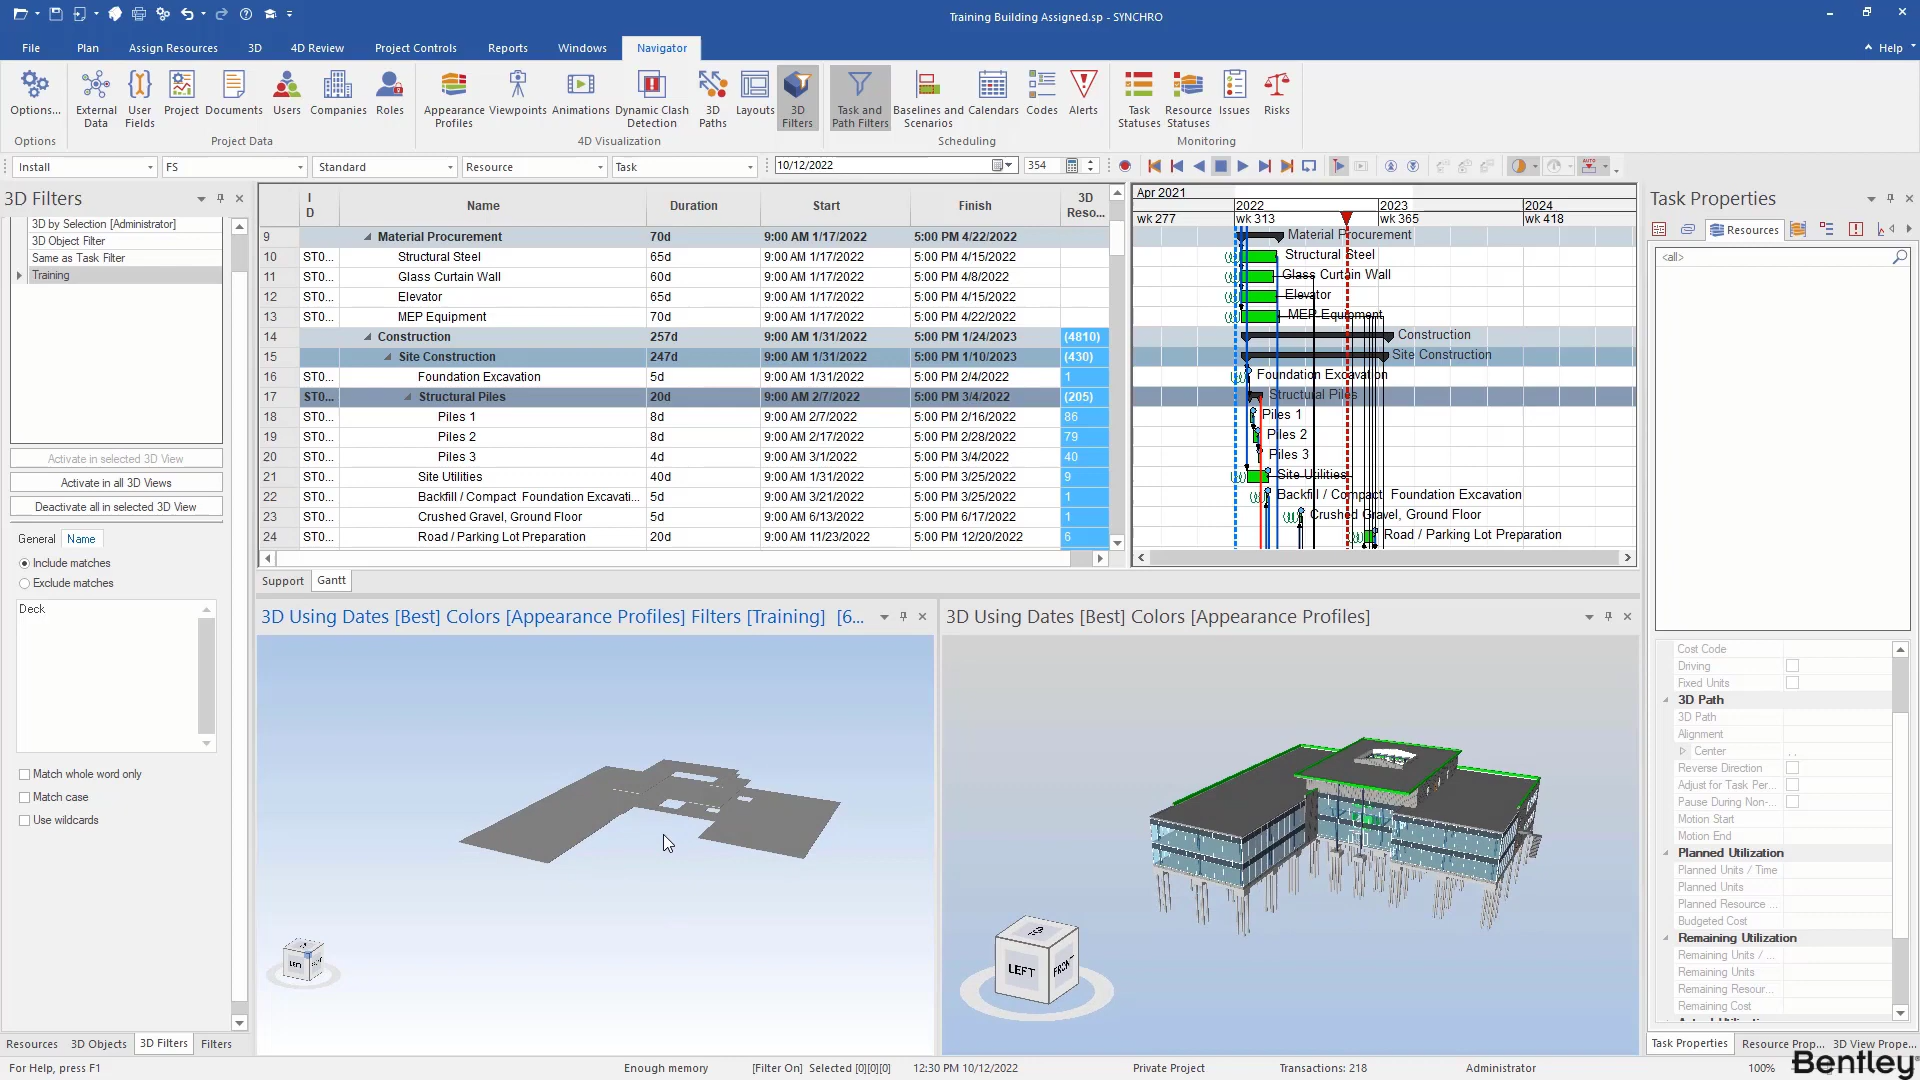 Training Building Assigned.sp - SYNCHRO
File Plan Assign Resources 3D 4D Review Project Controls Reports Windows Navigator Help
Options... External Data User Fields Project Documents Users Companies Roles Appearance Profiles Viewpoints Animations Dynamic Clash Detection 3D Paths Layouts 3D Filters Task and Path Filters Baselines and Scenarios Calendars Codes Alerts Task Statuses Resource Statuses Issues Risks
Options Project Data 4D Visualization Scheduling Monitoring
Install FS Standard Resource Task 10/12/2022 354
3D Filters
3D by Selection [Administrator]
3D Object Filter
Same as Task Filter
Training
Activate in selected 3D View
Activate in all 3D Views
Deactivate all in selected 3D View
General Name
Include matches
Exclude matches
Deck
Match whole word only
Match case
Use wildcards
Resources 3D Objects 3D Filters Filters
ID Name Duration Start Finish 3D Reso...
9 Material Procurement 70d 9:00 AM 1/17/2022 5:00 PM 4/22/2022
10 ST0... Structural Steel 65d 9:00 AM 1/17/2022 5:00 PM 4/15/2022
11 ST0... Glass Curtain Wall 60d 9:00 AM 1/17/2022 5:00 PM 4/8/2022
12 ST0... Elevator 65d 9:00 AM 1/17/2022 5:00 PM 4/15/2022
13 ST0... MEP Equipment 70d 9:00 AM 1/17/2022 5:00 PM 4/22/2022
14 Construction 257d 9:00 AM 1/31/2022 5:00 PM 1/24/2023 (4810)
15 Site Construction 247d 9:00 AM 1/31/2022 5:00 PM 1/10/2023 (430)
16 ST0... Foundation Excavation 5d 9:00 AM 1/31/2022 5:00 PM 2/4/2022 1
17 ST0... Structural Piles 20d 9:00 AM 2/7/2022 5:00 PM 3/4/2022 (205)
18 ST0... Piles 1 8d 9:00 AM 2/7/2022 5:00 PM 2/16/2022 86
19 ST0... Piles 2 8d 9:00 AM 2/17/2022 5:00 PM 2/28/2022 79
20 ST0... Piles 3 4d 9:00 AM 3/1/2022 5:00 PM 3/4/2022 40
21 ST0... Site Utilities 40d 9:00 AM 1/31/2022 5:00 PM 3/25/2022 9
22 ST0... Backfill / Compact Foundation Excavati... 5d 9:00 AM 3/21/2022 5:00 PM 3/25/2022 1
23 ST0... Crushed Gravel, Ground Floor 5d 9:00 AM 6/13/2022 5:00 PM 6/17/2022 1
24 ST0... Road / Parking Lot Preparation 20d 9:00 AM 11/23/2022 5:00 PM 12/20/2022 6
Support Gantt
Apr 2021
2022 2023 2024
wk 277 wk 313 wk 365 wk 418
Material Procurement
Structural Steel
Glass Curtain Wall
Elevator
MEP Equipment
Construction
Site Construction
Foundation Excavation
Structural Piles
Piles 1
Piles 2
Piles 3
Site Utilities
Backfill / Compact Foundation Excavation
Crushed Gravel, Ground Floor
Road / Parking Lot Preparation
3D Using Dates [Best] Colors [Appearance Profiles] Filters [Training] [6...
LEFT
3D Using Dates [Best] Colors [Appearance Profiles]
LEFT FRONT
Task Properties
Resources
<all>
Cost Code
Driving
Fixed Units
3D Path
3D Path
Alignment
Center , ,
Reverse Direction
Adjust for Task Per...
Pause During Non-...
Motion Start
Motion End
Planned Utilization
Planned Units / Time
Planned Units
Planned Resource ...
Budgeted Cost
Remaining Utilization
Remaining Units / ...
Remaining Units
Remaining Resour...
Remaining Cost
Task Properties Resource Prop... 3D View Prope...
For Help, press F1 Enough memory [Filter On] Selected [0][0][0] 12:30 PM 10/12/2022 Private Project Transactions: 218 Administrator 100%
Bentley